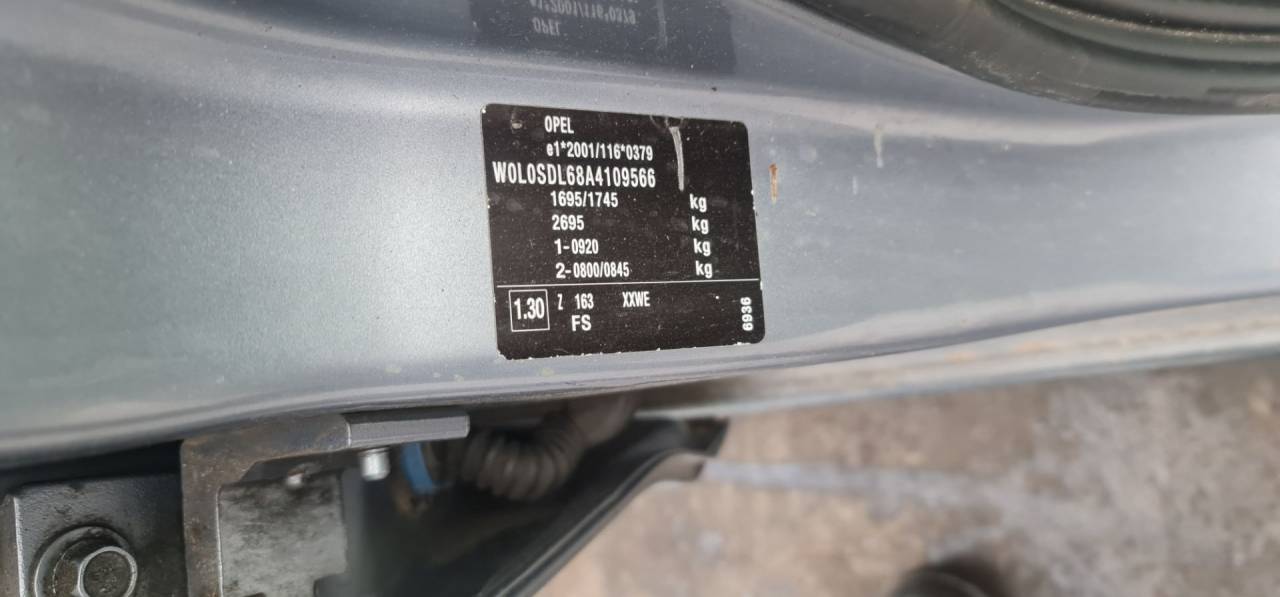 OPEL
e1*2001/116*0379
W0L0SDL68A4109566
1695/1745 kg
2695 kg
1-0920 kg
2-0800/0845 kg
1.30 Z 163 XXWE
FS
6936